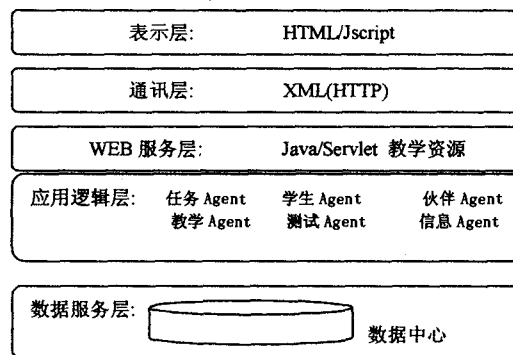 表示层: HTML/Jscript
通讯层: XML(HTTP)
WEB 服务层: Java/Servlet 教学资源
应用逻辑层: 任务 Agent 学生 Agent 伙伴 Agent
教学 Agent 测试 Agent 信息 Agent
数据服务层:
数据中心